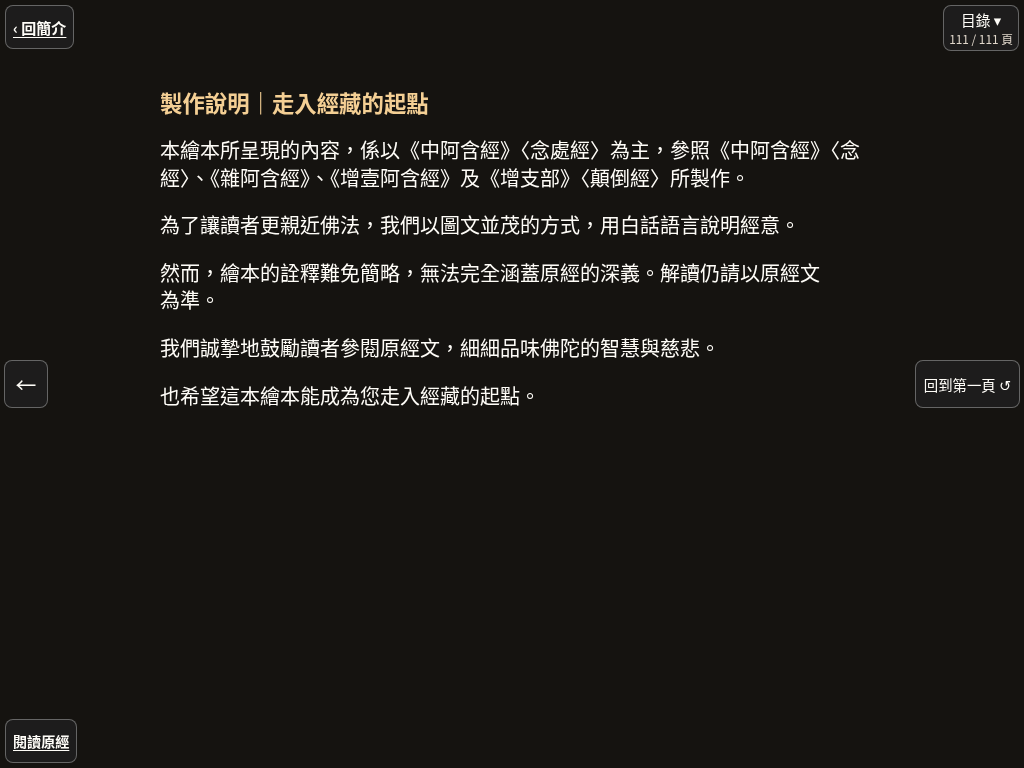 ‹ 回簡介
目錄 ▾
111 / 111 頁
製作說明｜走入經藏的起點
本繪本所呈現的內容，係以《中阿含經》〈念處經〉為主，參照《中阿含經》〈念
經〉、《雜阿含經》、《增壹阿含經》及《增支部》〈顛倒經〉所製作。
為了讓讀者更親近佛法，我們以圖文並茂的方式，用白話語言說明經意。
然而，繪本的詮釋難免簡略，無法完全涵蓋原經的深義。解讀仍請以原經文
為準。
我們誠摯地鼓勵讀者參閱原經文，細細品味佛陀的智慧與慈悲。
←
回到第一頁 ↺
也希望這本繪本能成為您走入經藏的起點。
閱讀原經